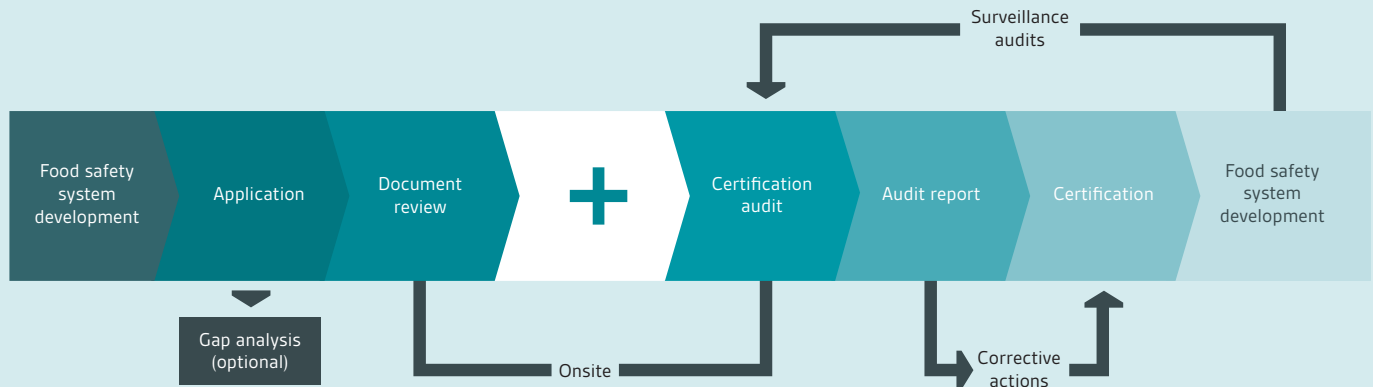 Surveillance
audits
Food safety
system
development
Application
Document
review
+
Certification
audit
Audit report
Certification
Food safety
system
development
Gap analysis
(optional)
Onsite
Corrective
actions